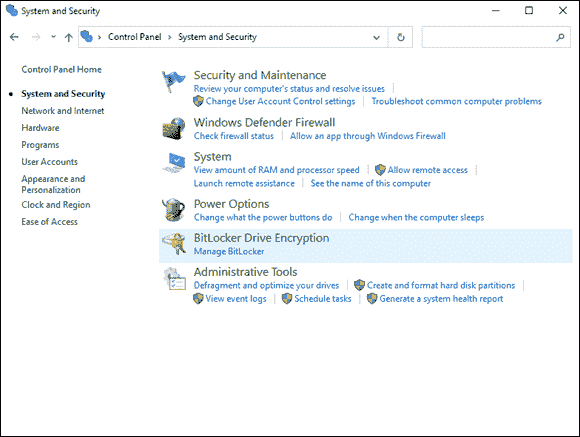 System and Security
Control Panel > System and Security
Control Panel Home
System and Security
Network and Internet
Hardware
Programs
User Accounts
Appearance and
Personalization
Clock and Region
Ease of Access
Security and Maintenance
Review your computer's status and resolve issues
Change User Account Control settings
Troubleshoot common computer problems
Windows Defender Firewall
Check firewall status
Allow an app through Windows Firewall
System
View amount of RAM and processor speed
Allow remote access
Launch remote assistance
See the name of this computer
Power Options
Change what the power buttons do
Change when the computer sleeps
BitLocker Drive Encryption
Manage BitLocker
Administrative Tools
Defragment and optimize your drives
Create and format hard disk partitions
View event logs
Schedule tasks
Generate a system health report